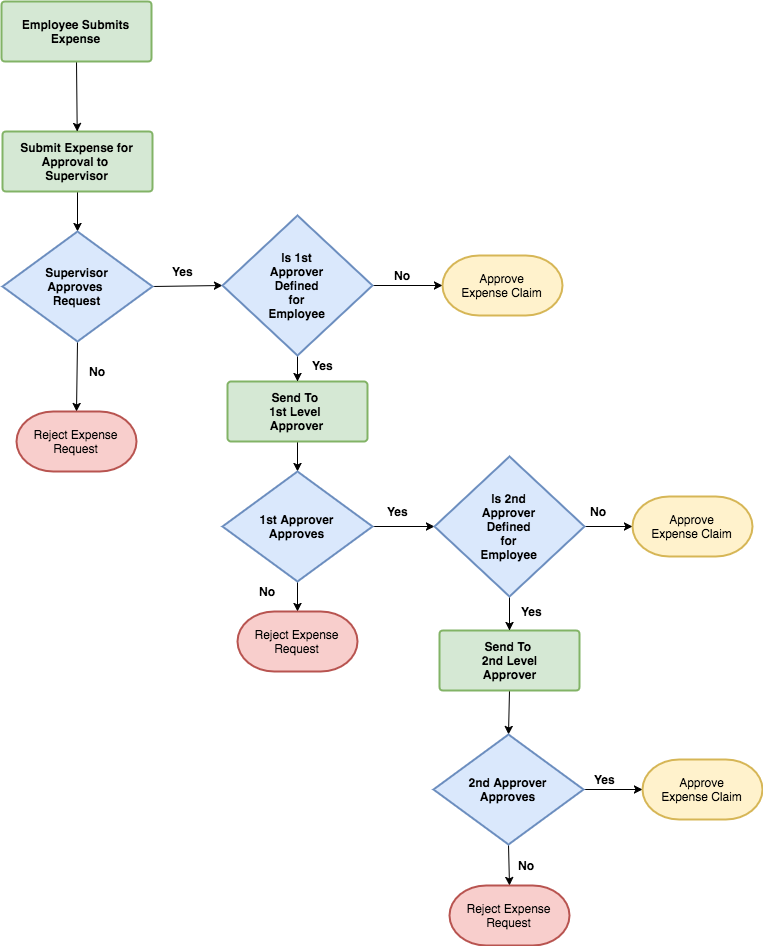 Employee Submits
Expense
Submit Expense for
Approval to
Supervisor
Supervisor
Approves
Request
Yes
No
Reject Expense
Request
Is 1st
Approver
Defined
for
Employee
No
Approve
Expense Claim
Yes
Send To
1st Level
Approver
1st Approver
Approves
Yes
No
Reject Expense
Request
Is 2nd
Approver
Defined
for
Employee
No
Approve
Expense Claim
Yes
Send To
2nd Level
Approver
2nd Approver
Approves
Yes
Approve
Expense Claim
No
Reject Expense
Request